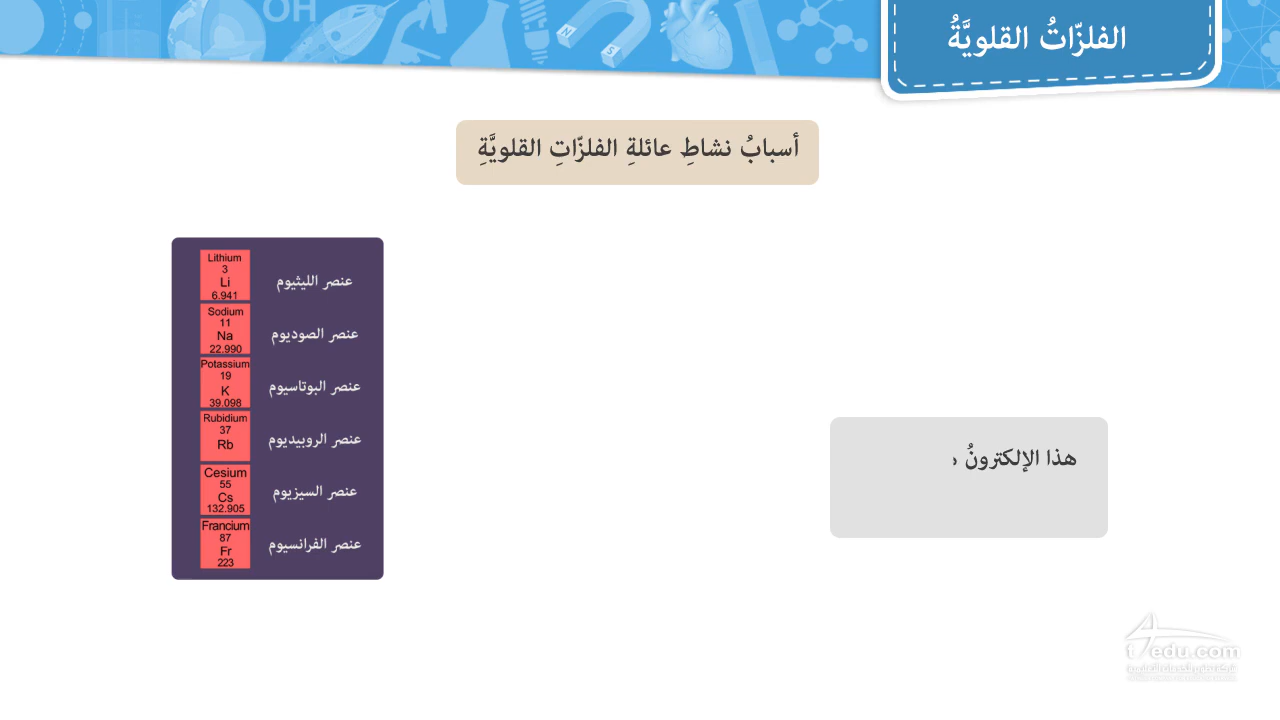 الفلزّاتُ القلويَّةُ
أسبابُ نشاطِ عائلةِ الفلزّاتِ القلويَّةِ
Lithium
3
Li
6.941
عنصر الليثيوم
Sodium
11
Na
22.990
عنصر الصوديوم
Potassium
19
K
39.098
عنصر البوتاسيوم
Rubidium
37
Rb
عنصر الروبيديوم
Cesium
55
Cs
132.905
عنصر السيزيوم
Francium
87
Fr
223
عنصر الفرانسيوم
هذا الإلكترونُ
OH
N
S
t4edu.com